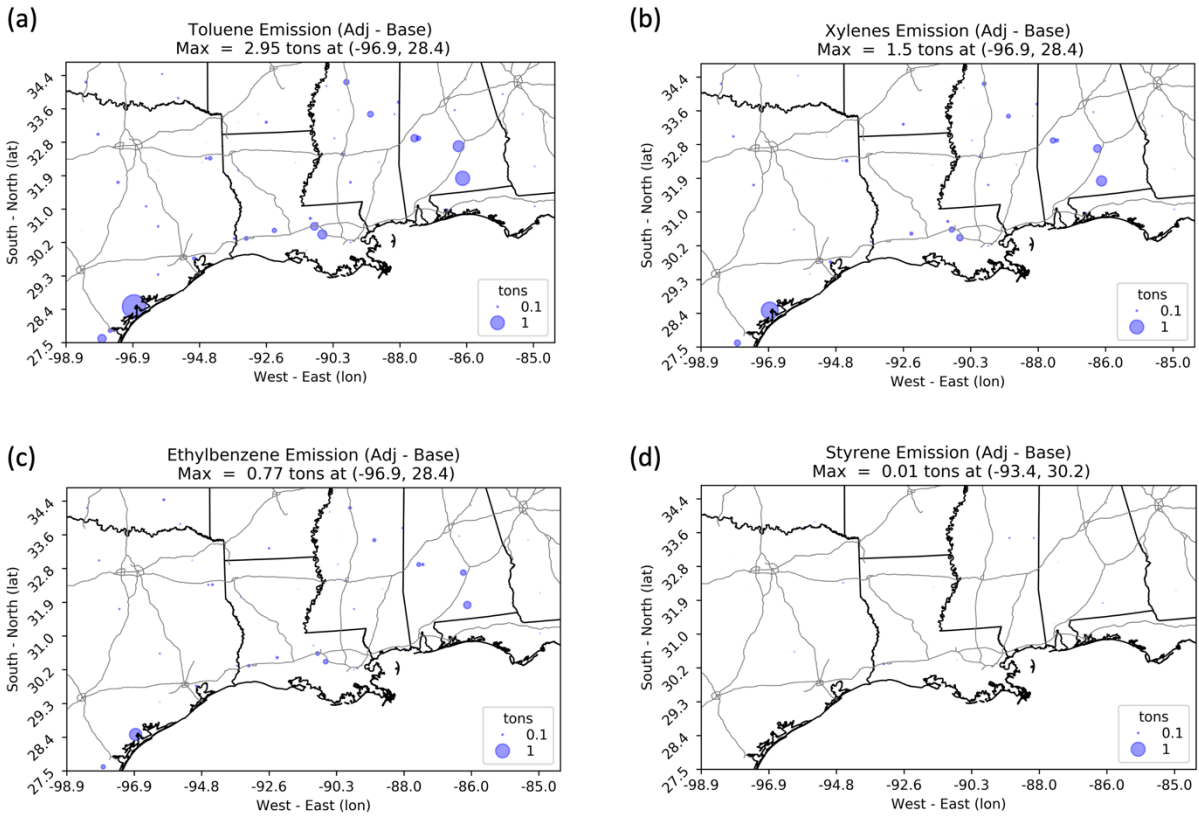 (a)
Toluene Emission (Adj - Base)
Max = 2.95 tons at (-96.9, 28.4)
South - North (lat)
34.4
33.6
32.8
31.9
31.0
30.2
29.3
28.4
27.5
-98.9 -96.9 -94.8 -92.6 -90.3 -88.0 -86.0 -84.5
West - East (lon)
tons
0.1
1
(b)
Xylenes Emission (Adj - Base)
Max = 1.5 tons at (-96.9, 28.4)
South - North (lat)
34.4
33.6
32.8
31.9
31.0
30.2
29.3
28.4
27.5
-98.9 -96.9 -94.8 -92.6 -90.3 -88.0 -86.0 -84.5
West - East (lon)
tons
0.1
1
(c)
Ethylbenzene Emission (Adj - Base)
Max = 0.77 tons at (-96.9, 28.4)
South - North (lat)
34.4
33.6
32.8
31.9
31.0
30.2
29.3
28.4
27.5
-98.9 -96.9 -94.8 -92.6 -90.3 -88.0 -86.0 -84.5
West - East (lon)
tons
0.1
1
(d)
Styrene Emission (Adj - Base)
Max = 0.01 tons at (-93.4, 30.2)
South - North (lat)
34.4
33.6
32.8
31.9
31.0
30.2
29.3
28.4
27.5
-98.9 -96.9 -94.8 -92.6 -90.3 -88.0 -86.0 -84.5
West - East (lon)
tons
0.1
1